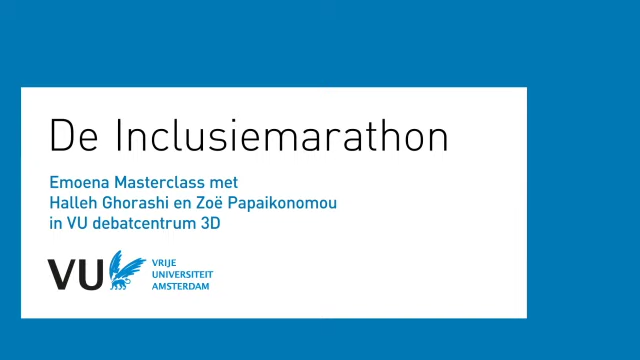 De Inclusiemarathon
Emoena Masterclass met
Halleh Ghorashi en Zoë Papaikonomou
in VU debatcentrum 3D
VU
VRIJE
UNIVERSITEIT
AMSTERDAM